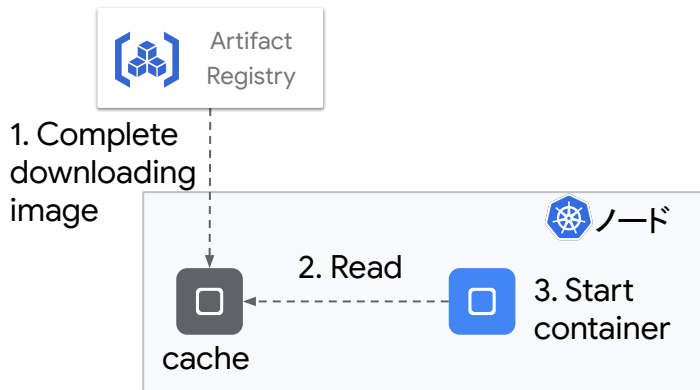 Artifact
Registry
1. Complete
downloading
image
ノード
2. Read
3. Start
container
cache